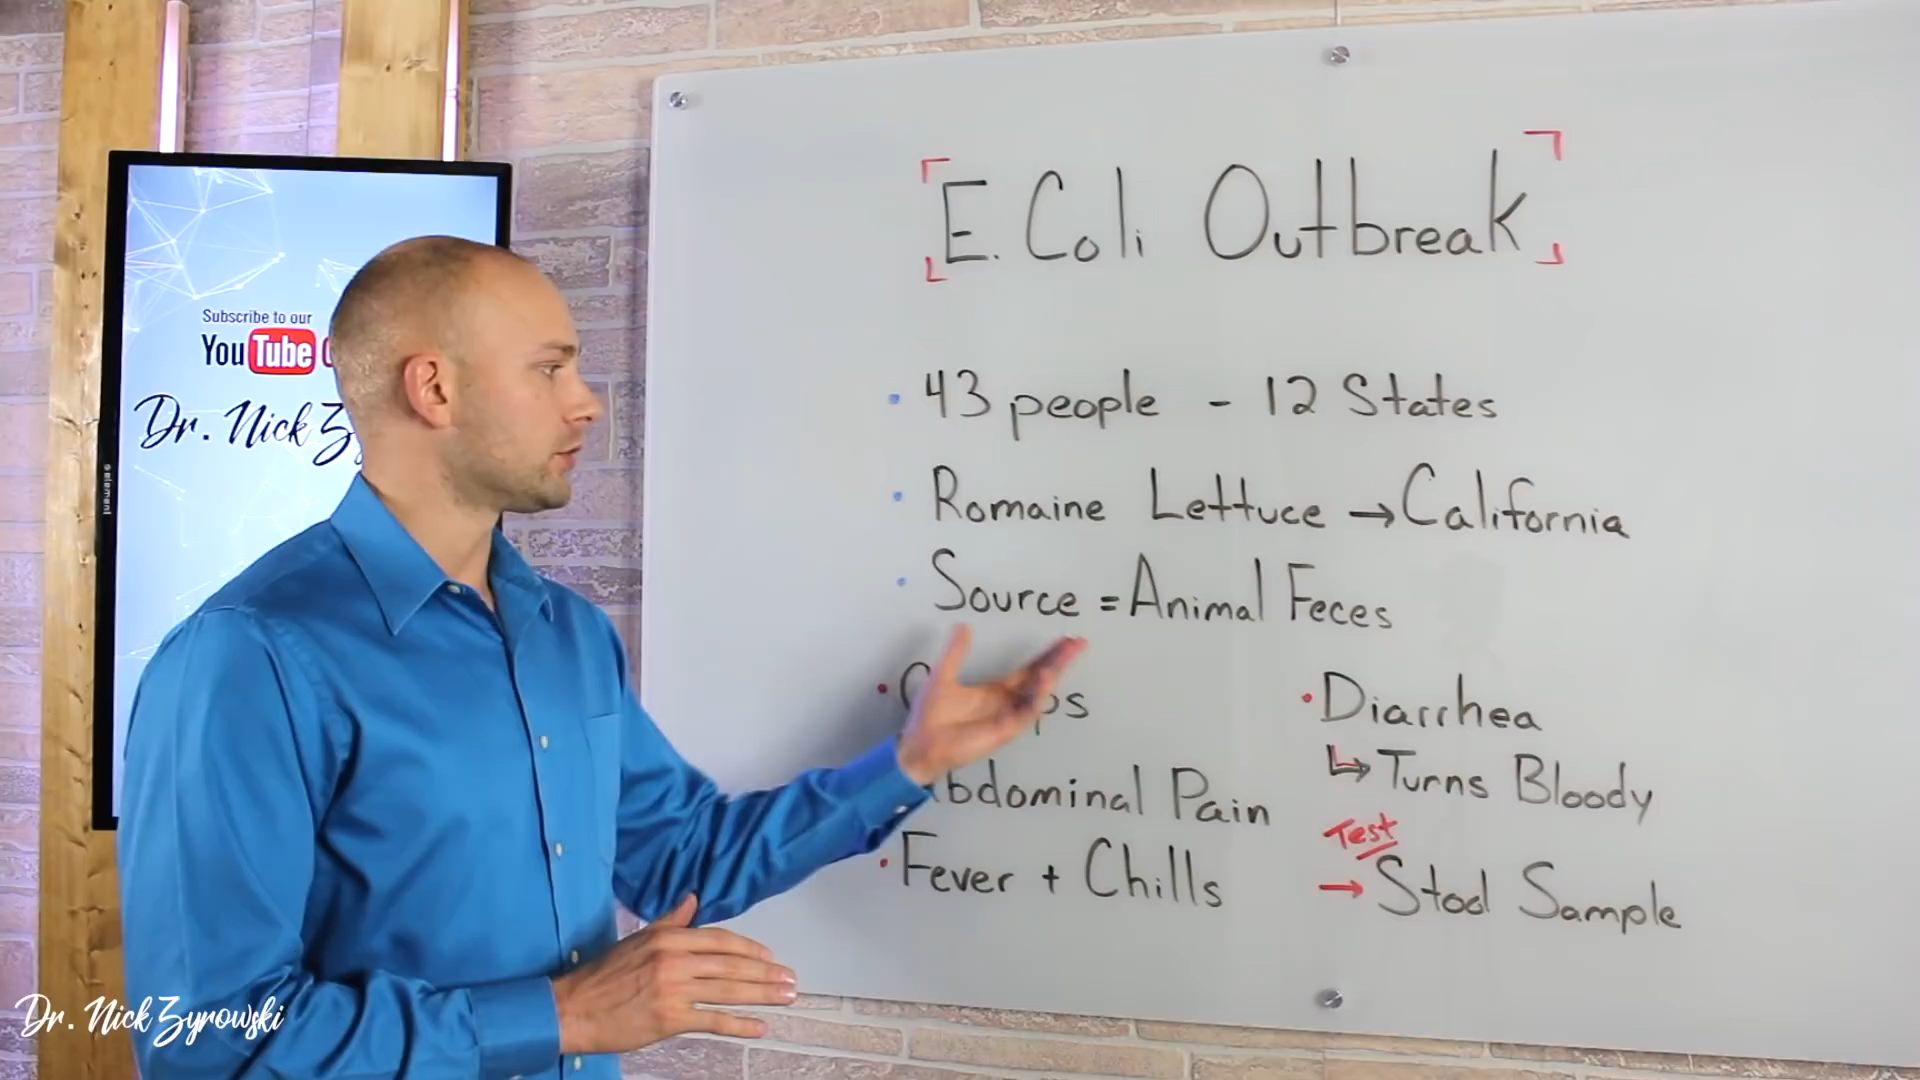 Subscribe to our
YouTube
Dr. Nick
element
E. Coli Outbreak
• 43 people - 12 States
• Romaine Lettuce → California
• Source = Animal Feces
• Diarrhea
↳ Turns Bloody
Abdominal Pain
• Fever + Chills
Test
→ Stool Sample
Dr. Nick Zyrowski